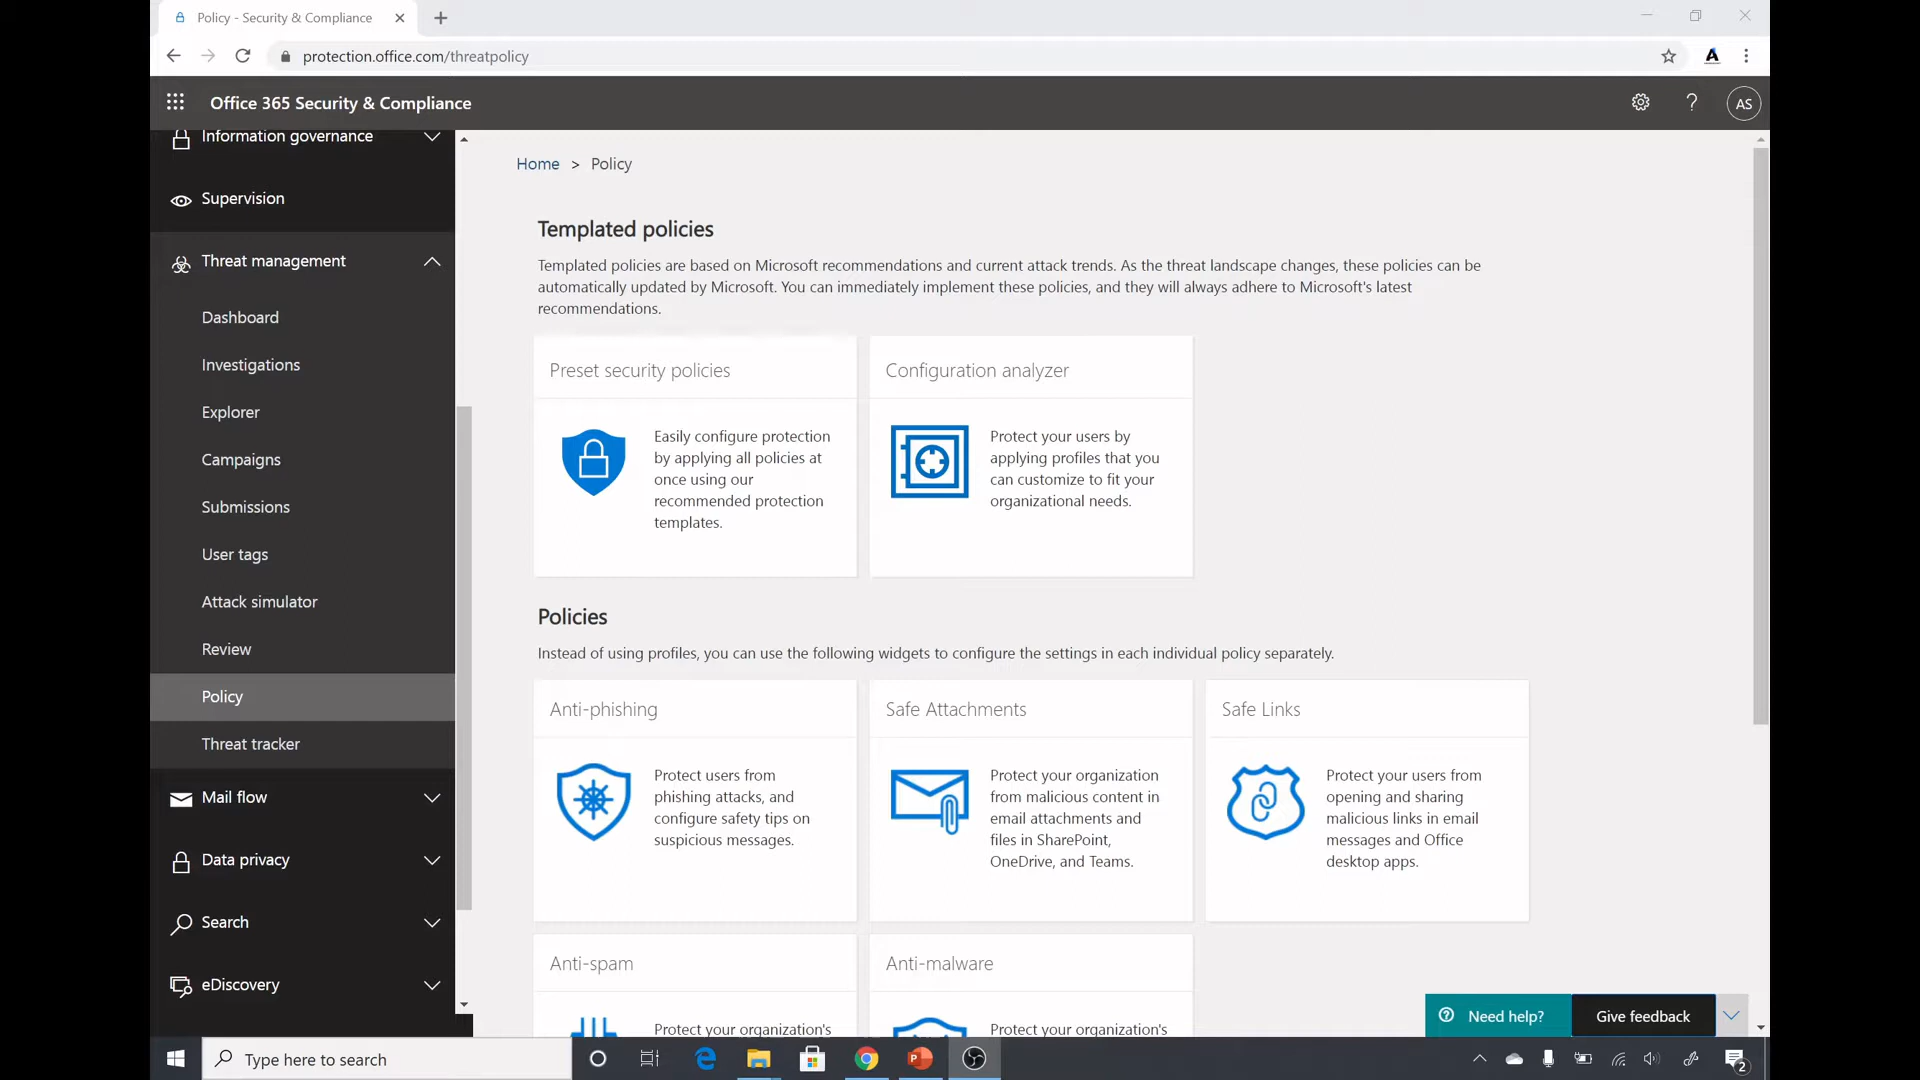 Policy - Security & Compliance
protection.office.com/threatpolicy
Office 365 Security & Compliance
AS
Information governance
Supervision
Threat management
Dashboard
Investigations
Explorer
Campaigns
Submissions
User tags
Attack simulator
Review
Policy
Threat tracker
Mail flow
Data privacy
Search
eDiscovery
Home > Policy
Templated policies
Templated policies are based on Microsoft recommendations and current attack trends. As the threat landscape changes, these policies can be
automatically updated by Microsoft. You can immediately implement these policies, and they will always adhere to Microsoft's latest
recommendations.
Preset security policies
Easily configure protection
by applying all policies at
once using our
recommended protection
templates.
Configuration analyzer
Protect your users by
applying profiles that you
can customize to fit your
organizational needs.
Policies
Instead of using profiles, you can use the following widgets to configure the settings in each individual policy separately.
Anti-phishing
Protect users from
phishing attacks, and
configure safety tips on
suspicious messages.
Safe Attachments
Protect your organization
from malicious content in
email attachments and
files in SharePoint,
OneDrive, and Teams.
Safe Links
Protect your users from
opening and sharing
malicious links in email
messages and Office
desktop apps.
Anti-spam
Protect your organization's
Anti-malware
Protect your organization's
Need help?
Give feedback
Type here to search
2